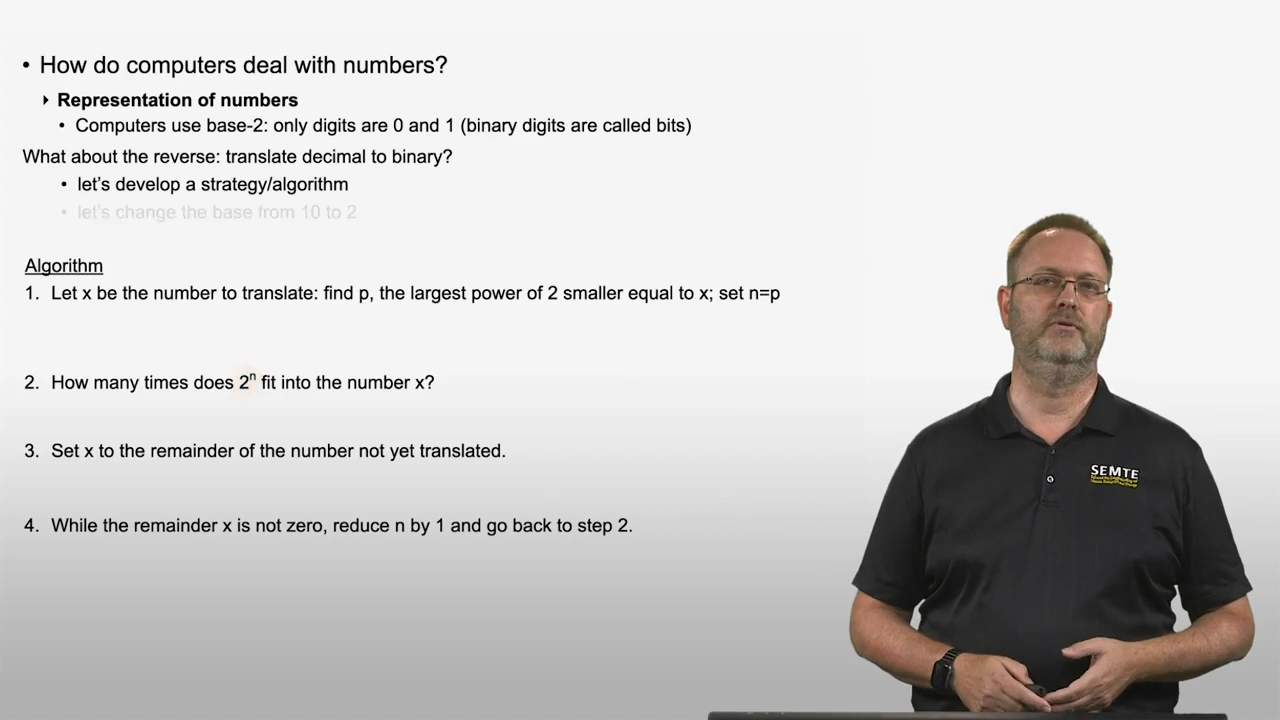 • How do computers deal with numbers?
Representation of numbers
• Computers use base-2: only digits are 0 and 1 (binary digits are called bits)
What about the reverse: translate decimal to binary?
• let's develop a strategy/algorithm
• let's change the base from 10 to 2
Algorithm
1. Let x be the number to translate: find p, the largest power of 2 smaller equal to x; set n=p
2. How many times does 2ⁿ fit into the number x?
3. Set x to the remainder of the number not yet translated.
4. While the remainder x is not zero, reduce n by 1 and go back to step 2.
SEMTE